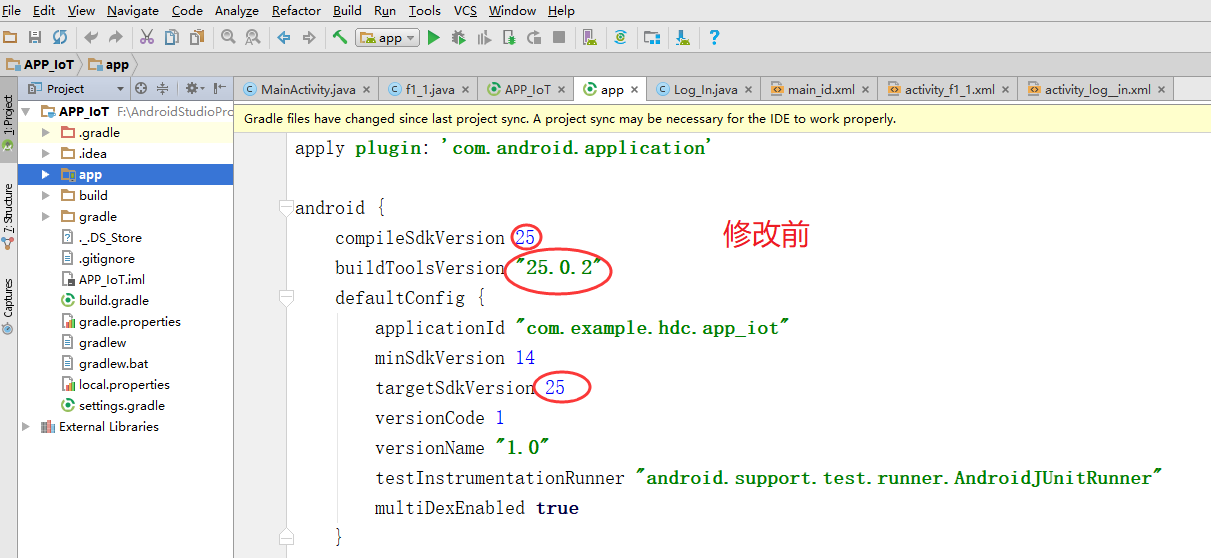 File Edit View Navigate Code Analyze Refactor Build Run Tools VCS Window Help
app
APP_IoT app
Project
MainActivity.java f1_1.java APP_IoT app Log_In.java main_id.xml activity_f1_1.xml activity_log__in.xml
1: Project
Z: Structure
Captures
APP_IoT F:\AndroidStudioPro
.gradle
.idea
app
build
gradle
._.DS_Store
.gitignore
APP_IoT.iml
build.gradle
gradle.properties
gradlew
gradlew.bat
local.properties
settings.gradle
External Libraries
Gradle files have changed since last project sync. A project sync may be necessary for the IDE to work properly.
apply plugin: 'com.android.application'
android {
compileSdkVersion 25
修改前
buildToolsVersion "25.0.2"
defaultConfig {
applicationId "com.example.hdc.app_iot"
minSdkVersion 14
targetSdkVersion 25
versionCode 1
versionName "1.0"
testInstrumentationRunner "android.support.test.runner.AndroidJUnitRunner"
multiDexEnabled true
}